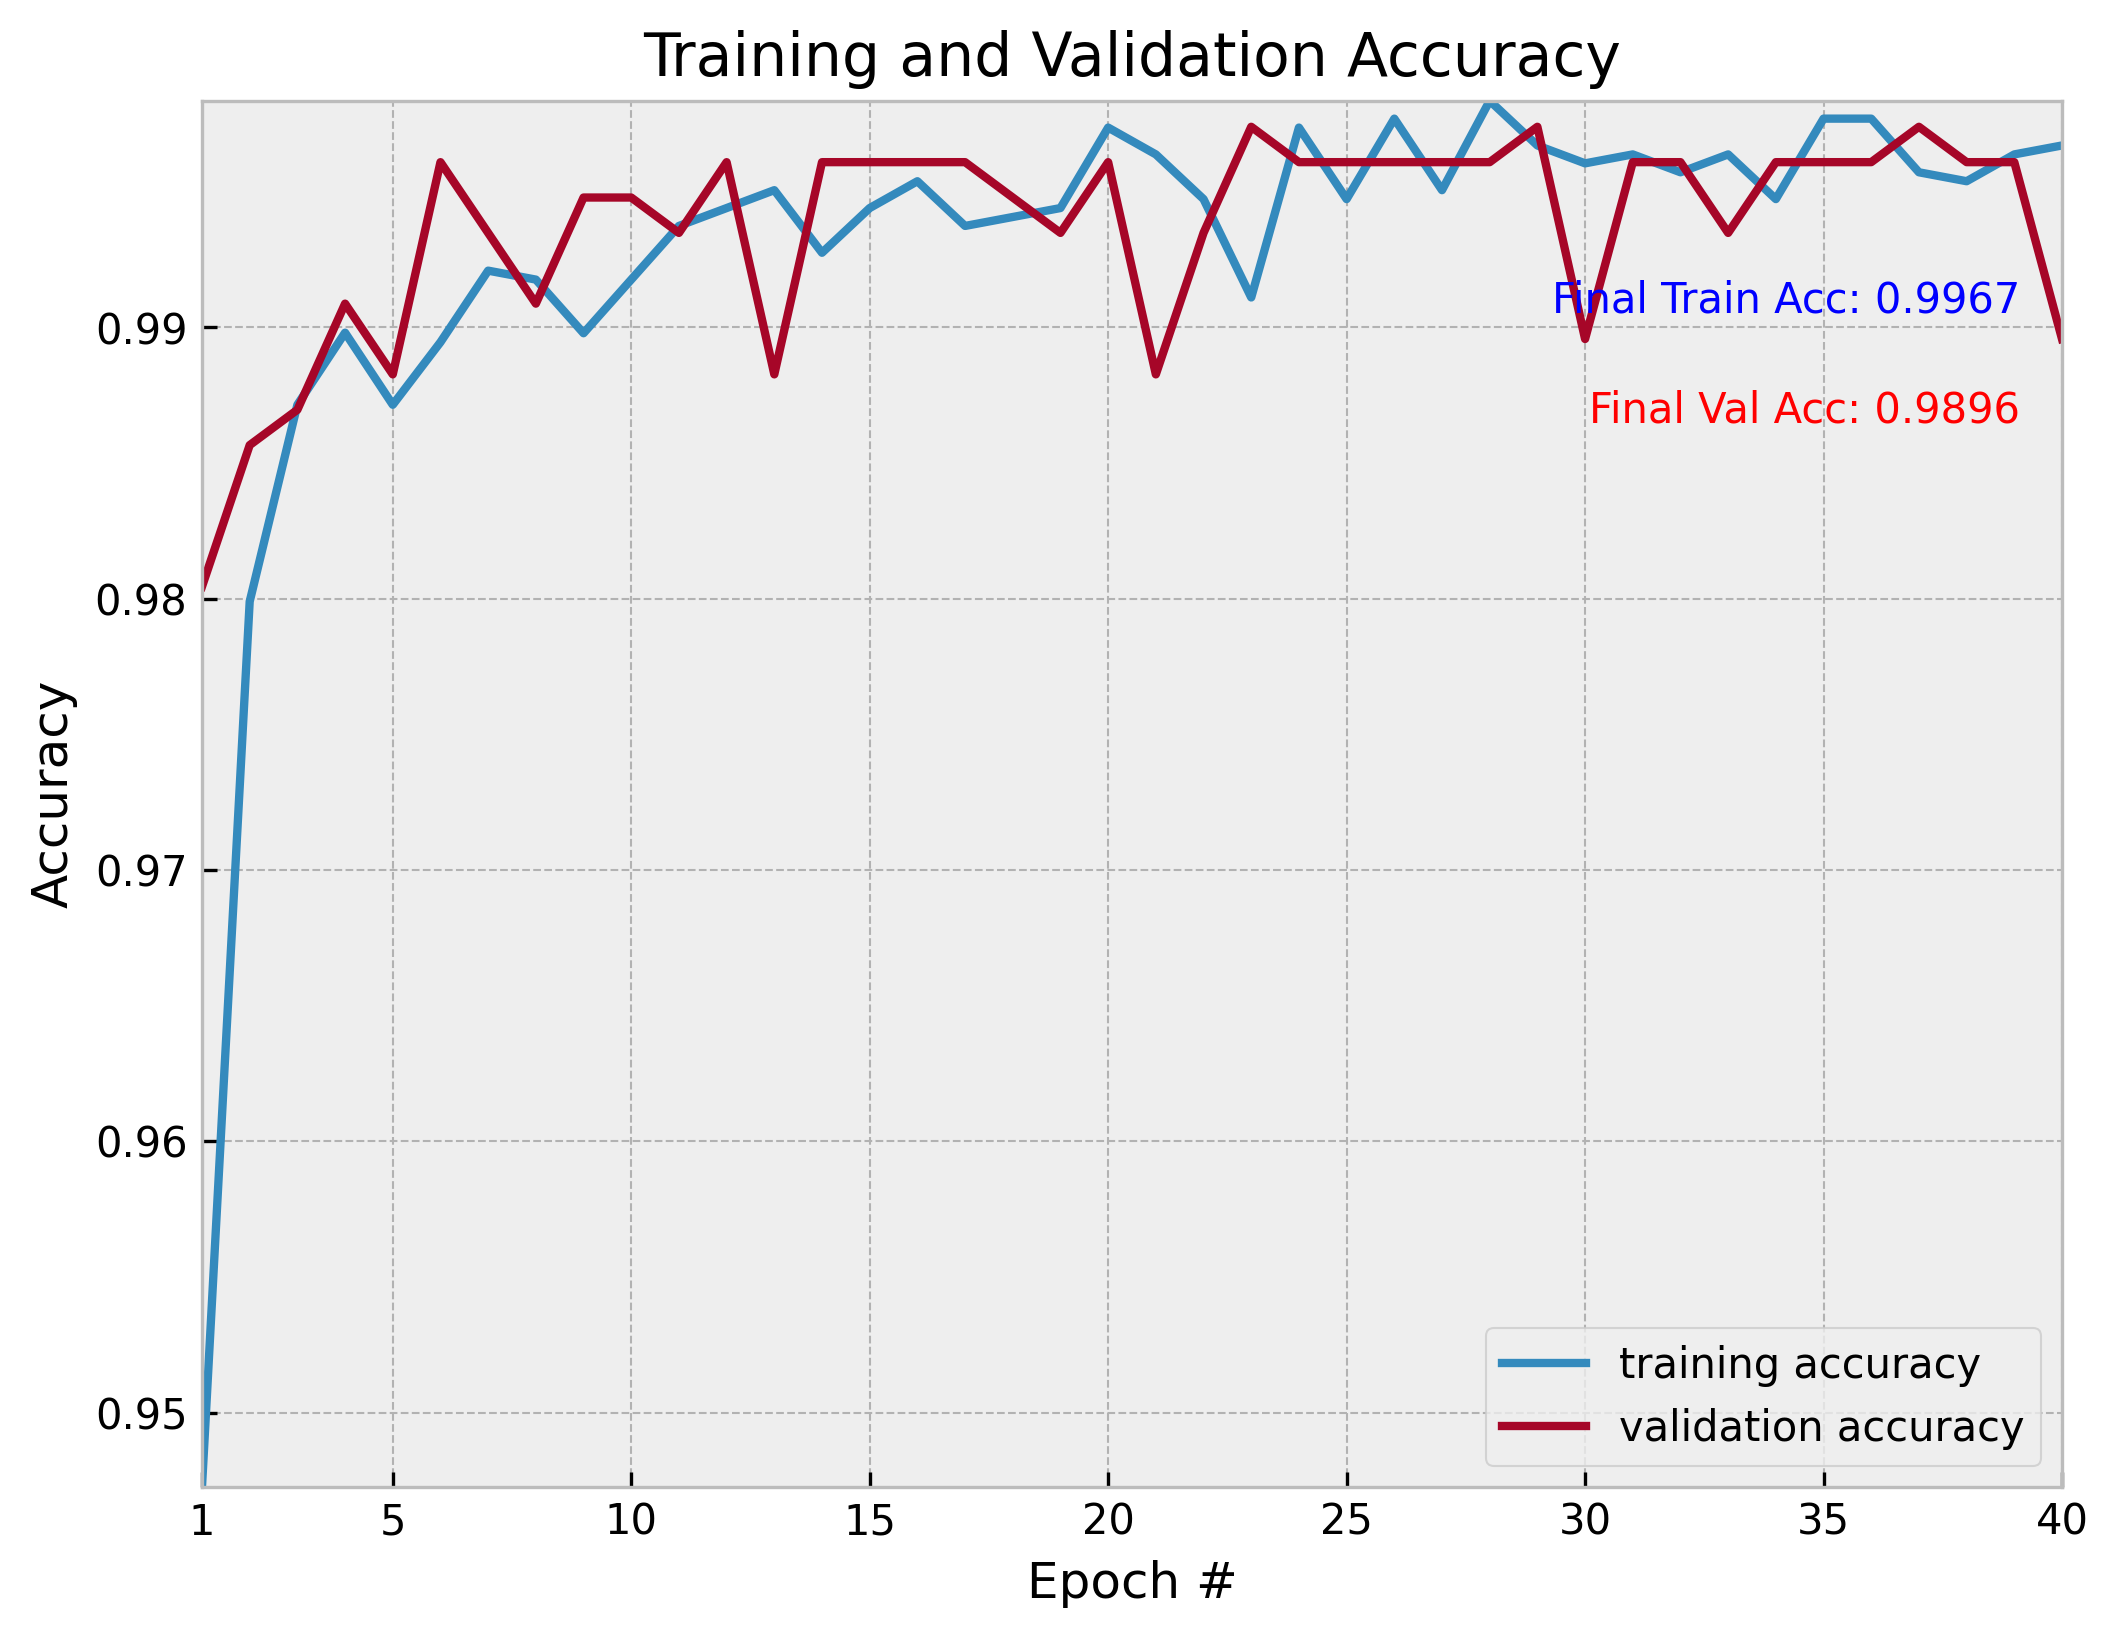 Training and Validation Accuracy
Accuracy
0.99
0.98
0.97
0.96
0.95
Final Train Acc: 0.9967
Final Val Acc: 0.9896
training accuracy
validation accuracy
1 5 10 15 20 25 30 35 40
Epoch #